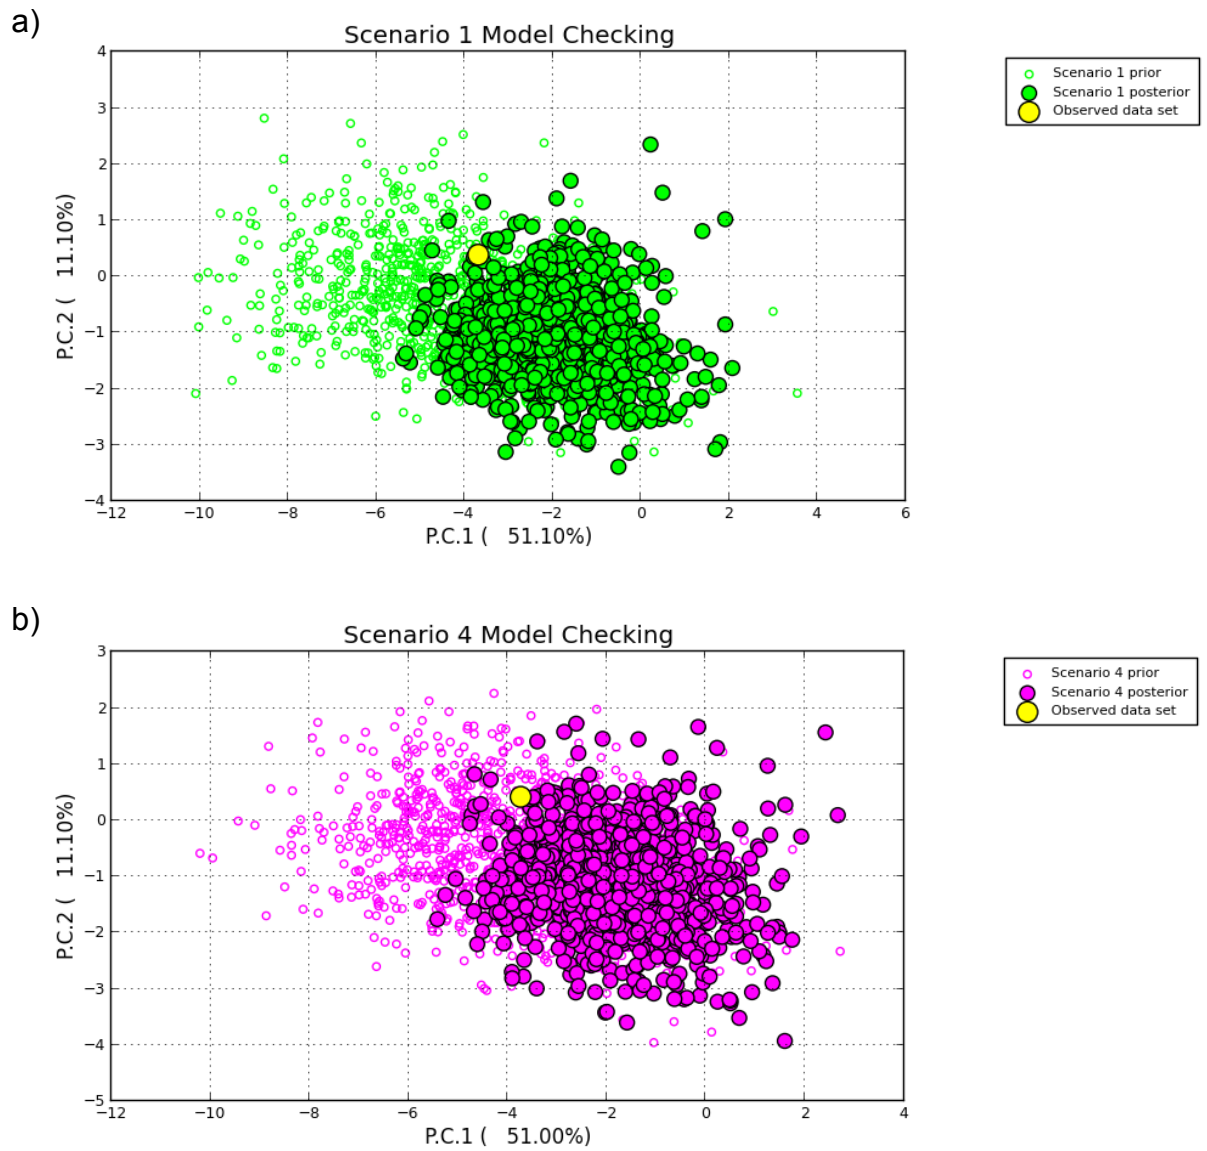 a)
Scenario 1 Model Checking
Scenario 1 prior
Scenario 1 posterior
Observed data set
4
3
2
1
0
−1
−2
−3
−4
P.C.2 ( 11.10%)
−12 −10 −8 −6 −4 −2 0 2 4 6
P.C.1 ( 51.10%)
b)
Scenario 4 Model Checking
Scenario 4 prior
Scenario 4 posterior
Observed data set
3
2
1
0
−1
−2
−3
−4
−5
P.C.2 ( 11.10%)
−12 −10 −8 −6 −4 −2 0 2 4
P.C.1 ( 51.00%)